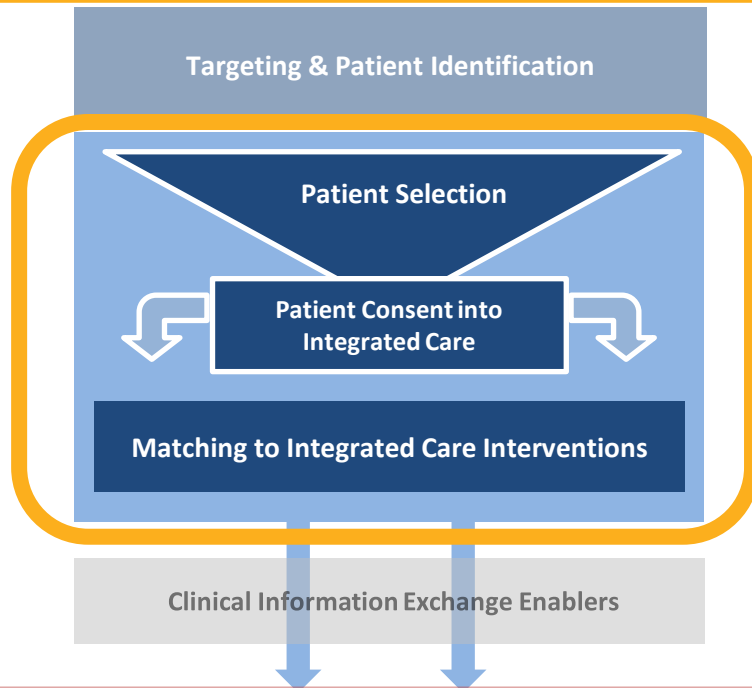 Targeting & Patient Identification
Patient Selection
Patient Consent into
Integrated Care
Matching to Integrated Care Interventions
Clinical Information Exchange Enablers